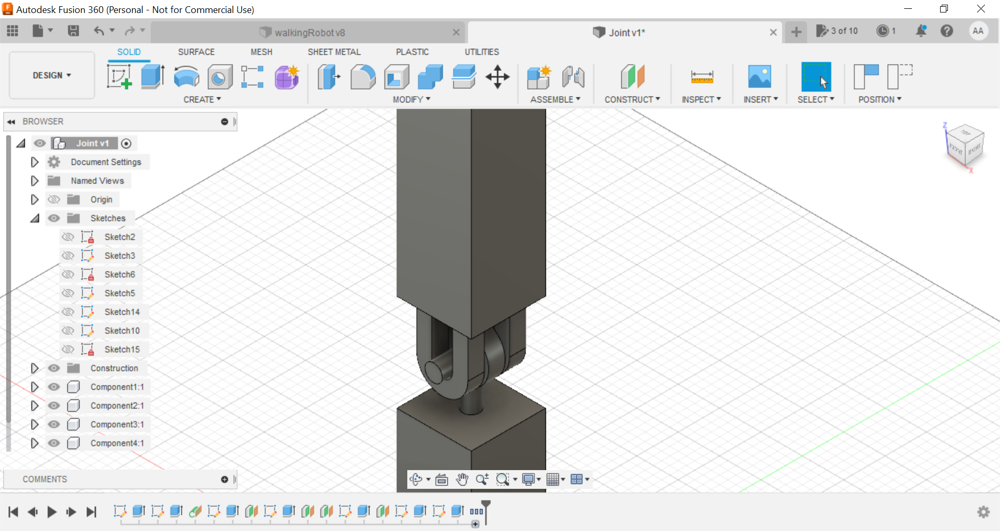 Autodesk Fusion 360 (Personal - Not for Commercial Use)
walkingRobot v8
Joint v1*
3 of 10
1
AA
SOLID
SURFACE
MESH
SHEET METAL
PLASTIC
UTILITIES
DESIGN
CREATE
MODIFY
ASSEMBLE
CONSTRUCT
INSPECT
INSERT
SELECT
POSITION
BROWSER
Joint v1
Document Settings
Named Views
Origin
Sketches
Sketch2
Sketch3
Sketch6
Sketch5
Sketch14
Sketch10
Sketch15
Construction
Component1:1
Component2:1
Component3:1
Component4:1
Z
TOP
FRONT
RIGHT
X
COMMENTS